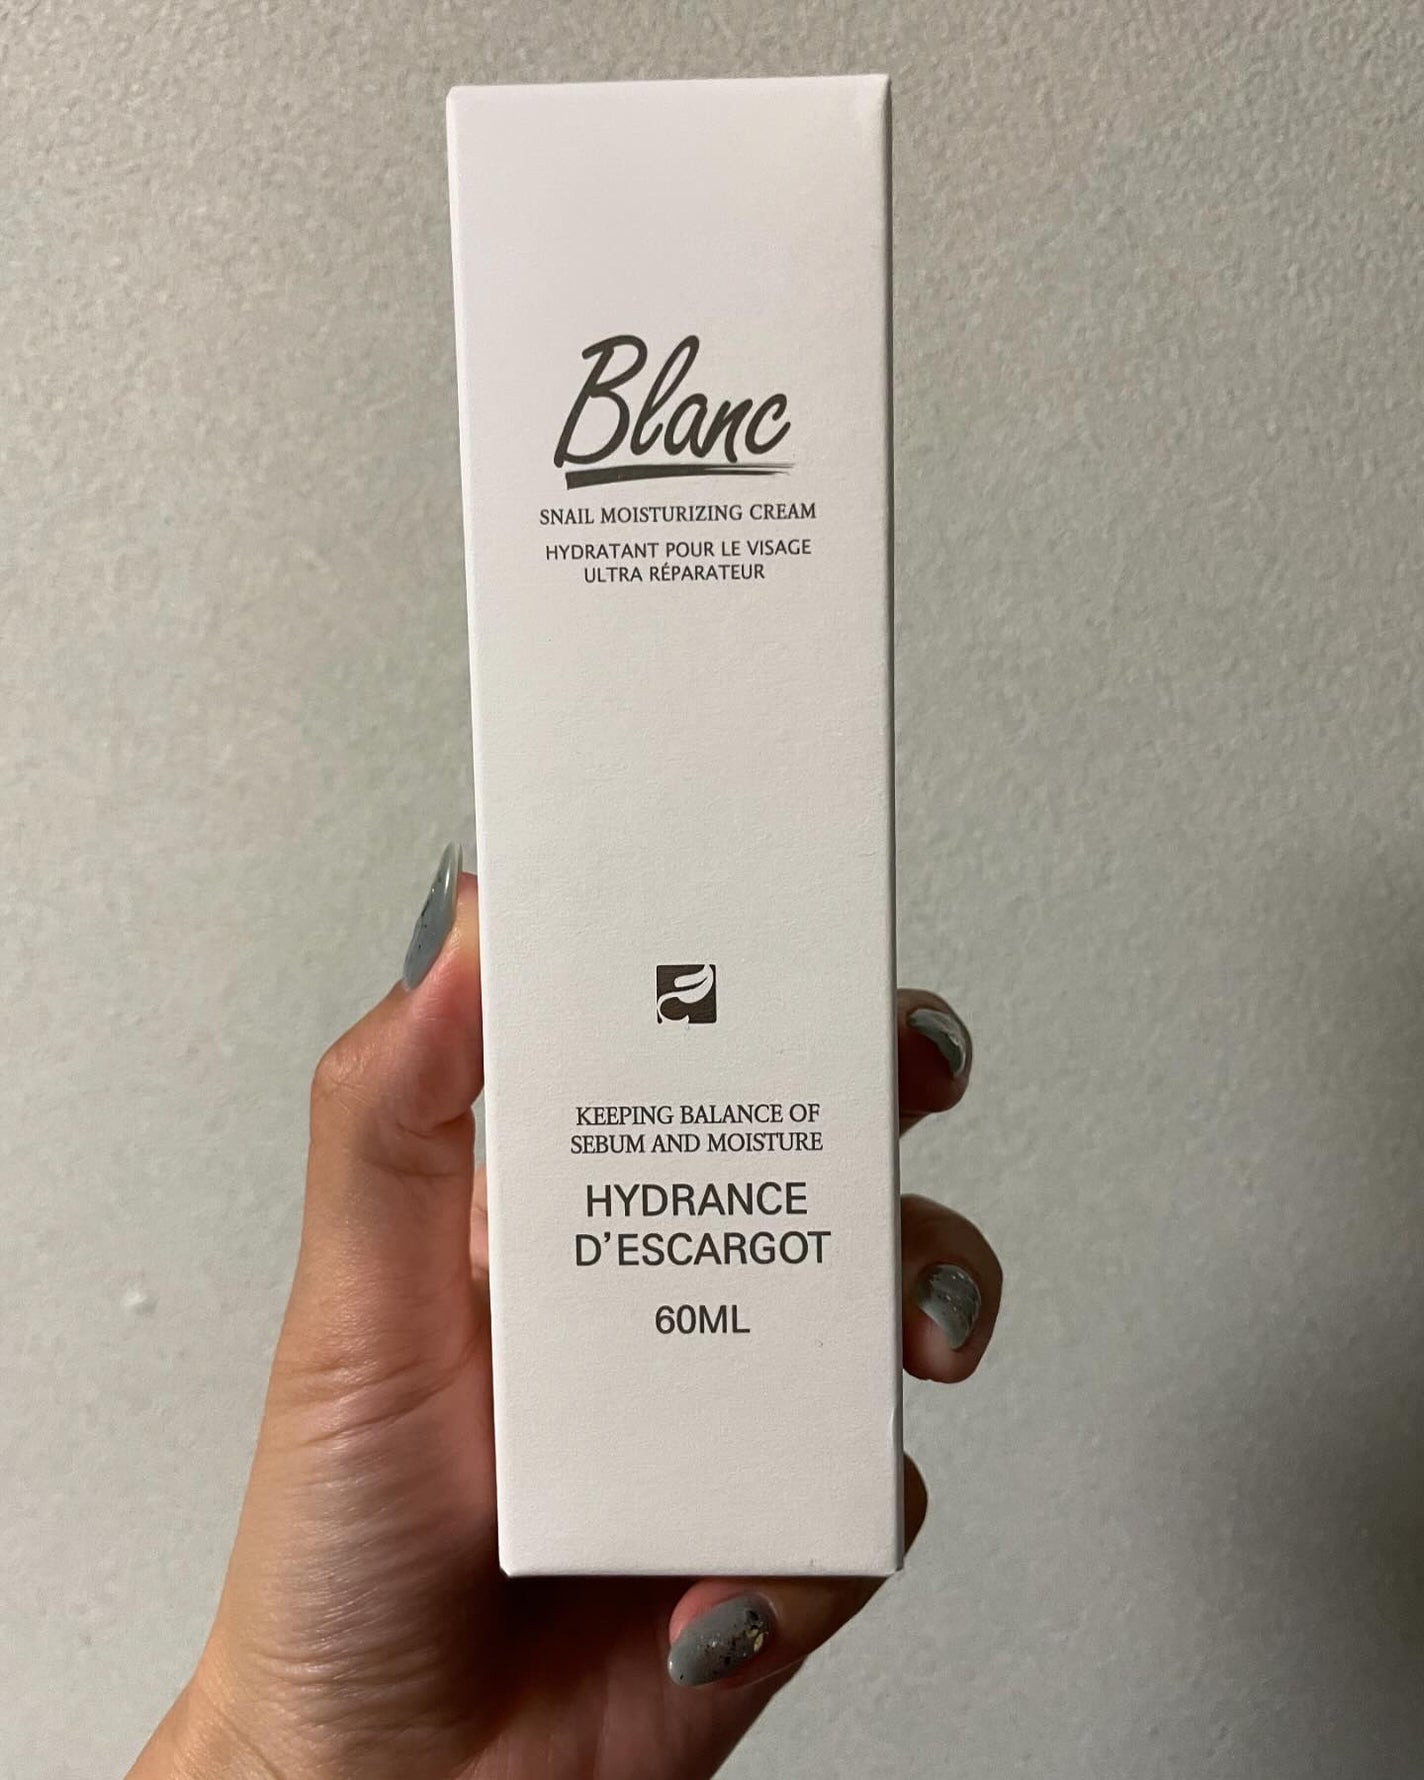 Blanc
SNAIL MOISTURIZING CREAM
HYDRATANT POUR LE VISAGE
ULTRA RÉPARATEUR
KEEPING BALANCE OF
SEBUM AND MOISTURE
HYDRANCE
D'ESCARGOT
60ML